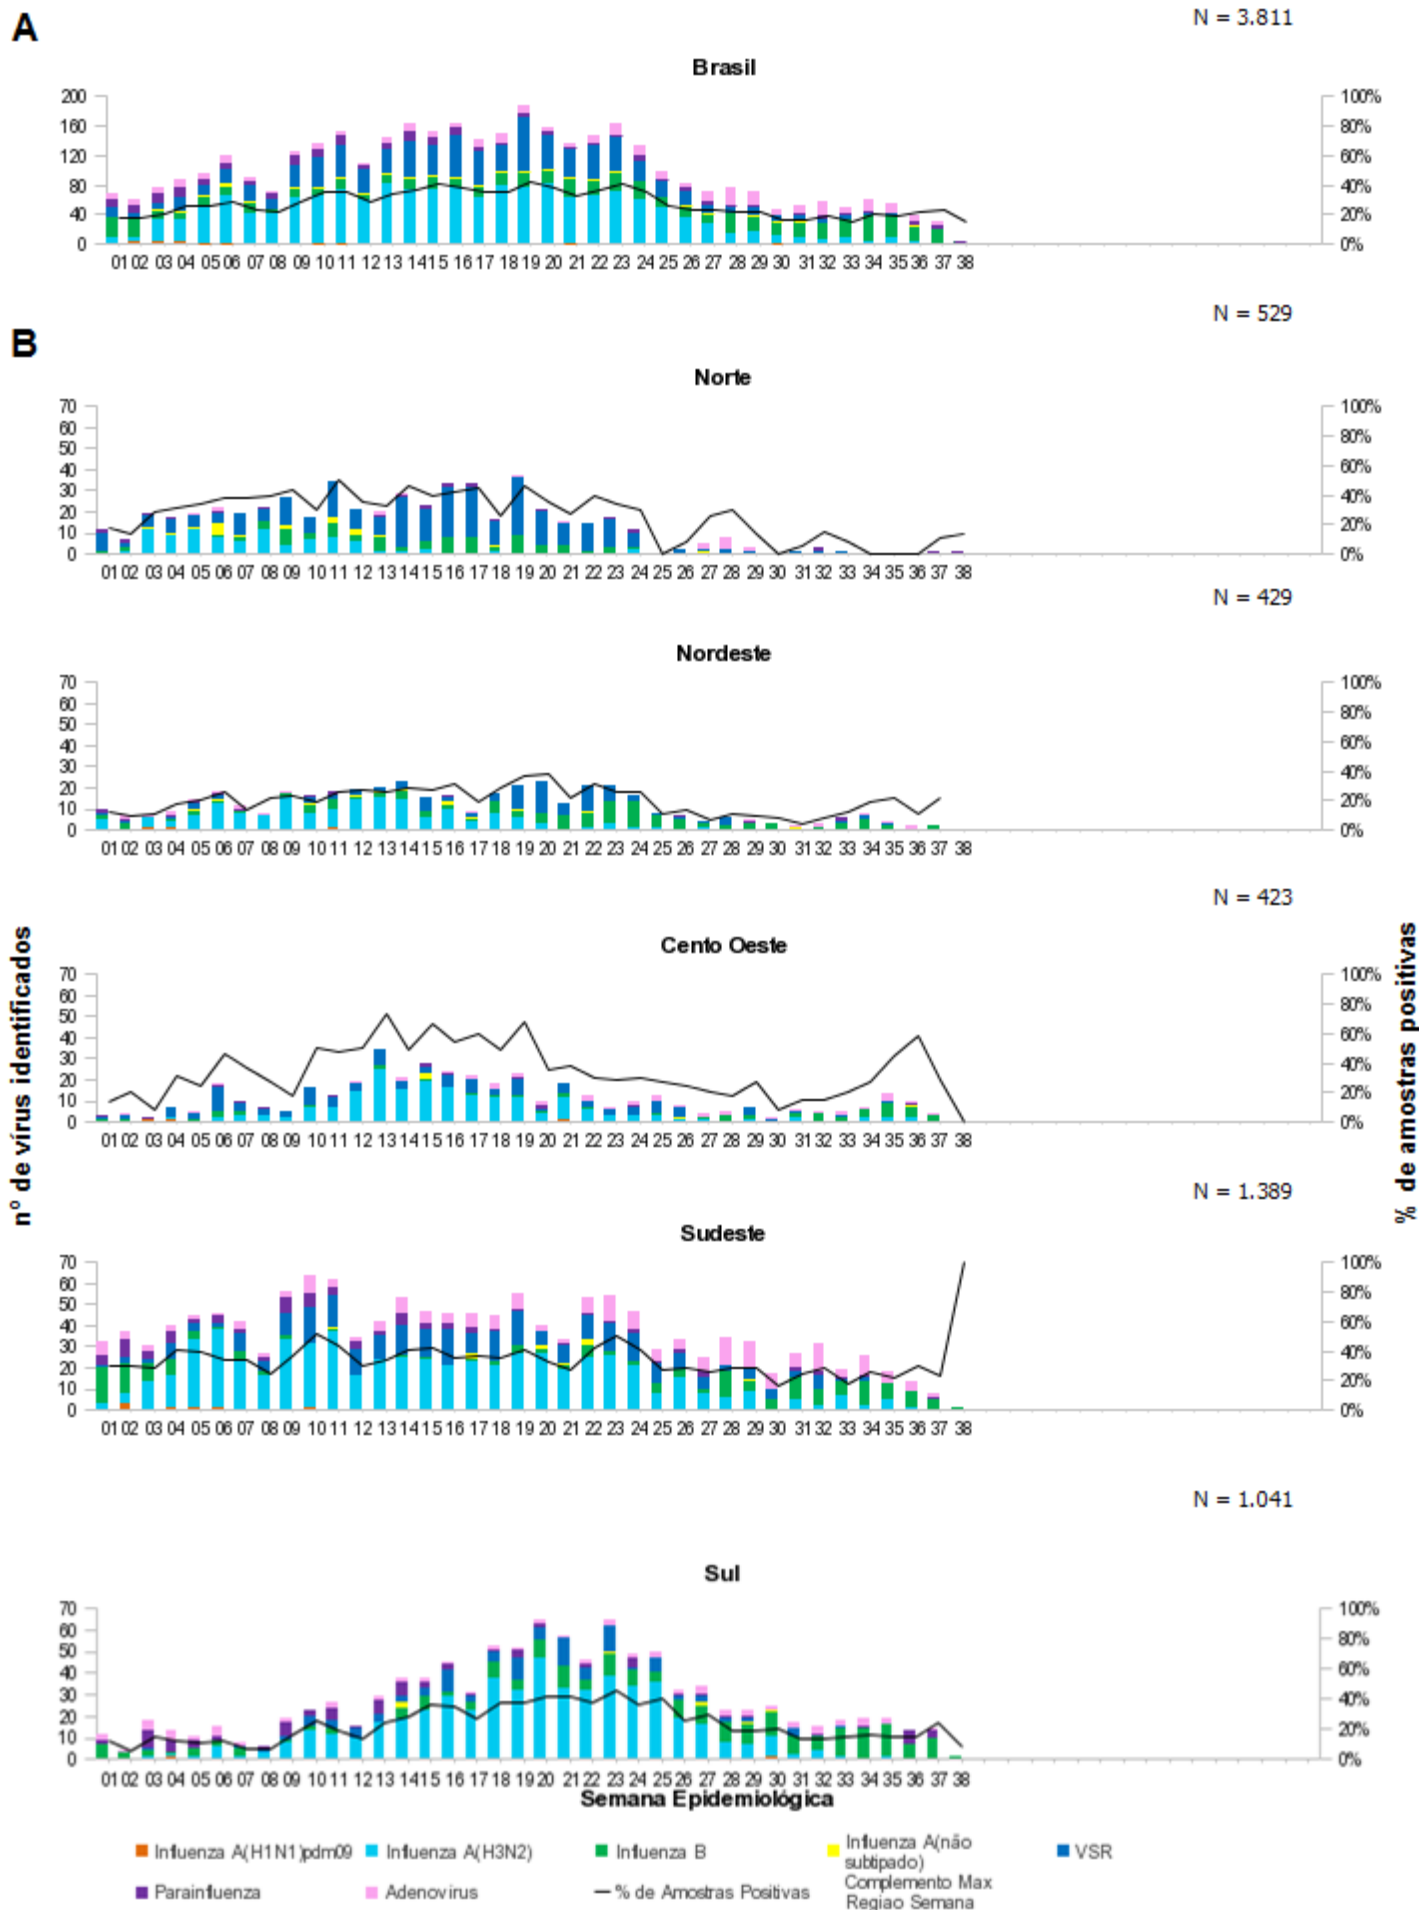 A
N = 3.811
Brasil
200
160
120
80
40
0
100%
80%
60%
40%
20%
0%
01 02 03 04 05 06 07 08 09 10 11 12 13 14 15 16 17 18 19 20 21 22 23 24 25 26 27 28 29 30 31 32 33 34 35 36 37 38
N = 529
B
Norte
70
60
50
40
30
20
10
0
100%
80%
60%
40%
20%
0%
01 02 03 04 05 06 07 08 09 10 11 12 13 14 15 16 17 18 19 20 21 22 23 24 25 26 27 28 29 30 31 32 33 34 35 36 37 38
N = 429
Nordeste
70
60
50
40
30
20
10
0
100%
80%
60%
40%
20%
0%
01 02 03 04 05 06 07 08 09 10 11 12 13 14 15 16 17 18 19 20 21 22 23 24 25 26 27 28 29 30 31 32 33 34 35 36 37 38
N = 423
Cento Oeste
70
60
50
40
30
20
10
0
100%
80%
60%
40%
20%
0%
01 02 03 04 05 06 07 08 09 10 11 12 13 14 15 16 17 18 19 20 21 22 23 24 25 26 27 28 29 30 31 32 33 34 35 36 37 38
nº de vírus identificados
% de amostras positivas
N = 1.389
Sudeste
70
60
50
40
30
20
10
0
100%
80%
60%
40%
20%
0%
01 02 03 04 05 06 07 08 09 10 11 12 13 14 15 16 17 18 19 20 21 22 23 24 25 26 27 28 29 30 31 32 33 34 35 36 37 38
N = 1.041
Sul
70
60
50
40
30
20
10
0
100%
80%
60%
40%
20%
0%
01 02 03 04 05 06 07 08 09 10 11 12 13 14 15 16 17 18 19 20 21 22 23 24 25 26 27 28 29 30 31 32 33 34 35 36 37 38
Semana Epidemiológica
Influenza A(H1N1)pdm09
Influenza A(H3N2)
Influenza B
Influenza A(não
subtipado)
VSR
Parainfluenza
Adenovirus
% de Amostras Positivas
Complemento Max
Regiao Semana